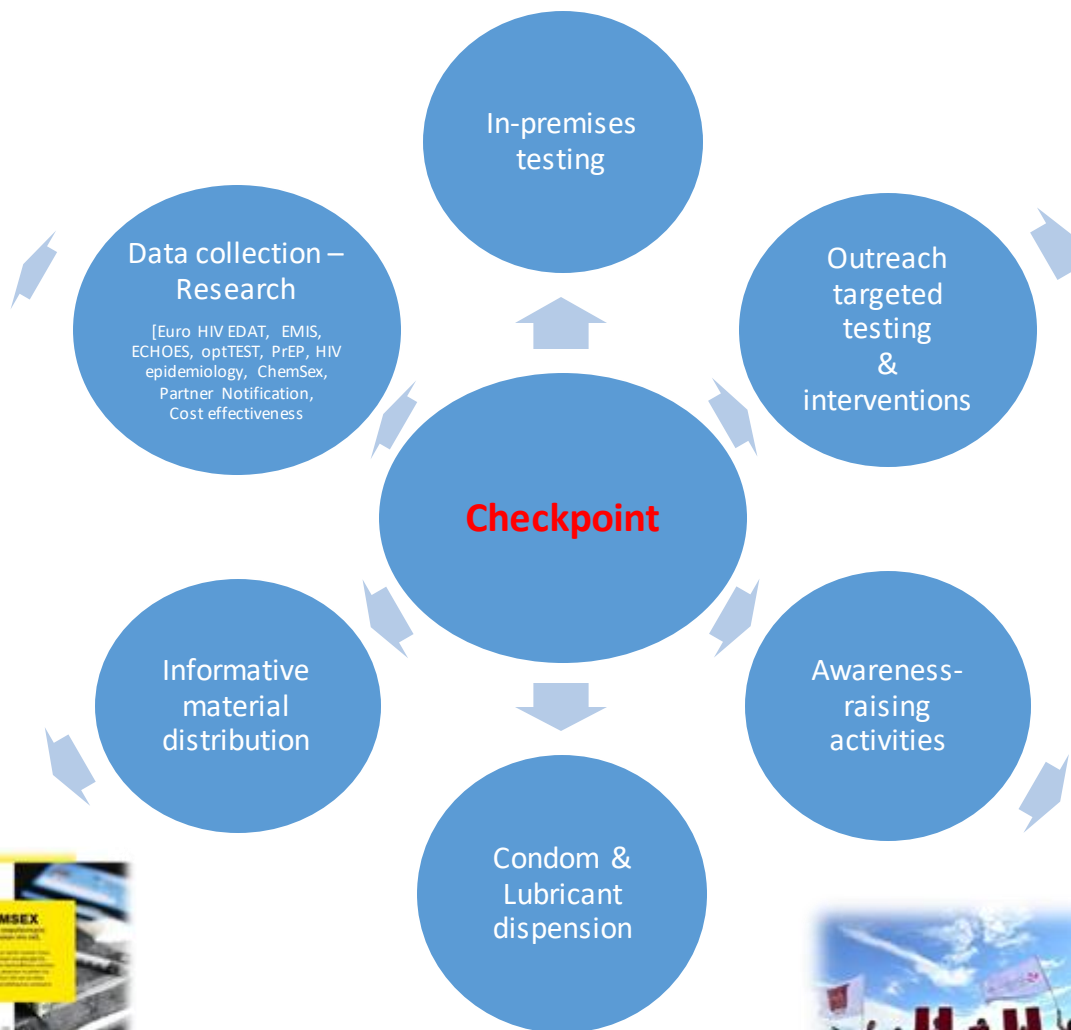 In-premises
testing
Data collection –
Research
[Euro HIV EDAT, EMIS,
ECHOES, optTEST, PrEP, HIV
epidemiology, ChemSex,
Partner Notification,
Cost effectiveness
Outreach
targeted
testing
&
interventions
Checkpoint
Informative
material
distribution
Awareness-
raising
activities
Condom &
Lubricant
dispension
MSEX